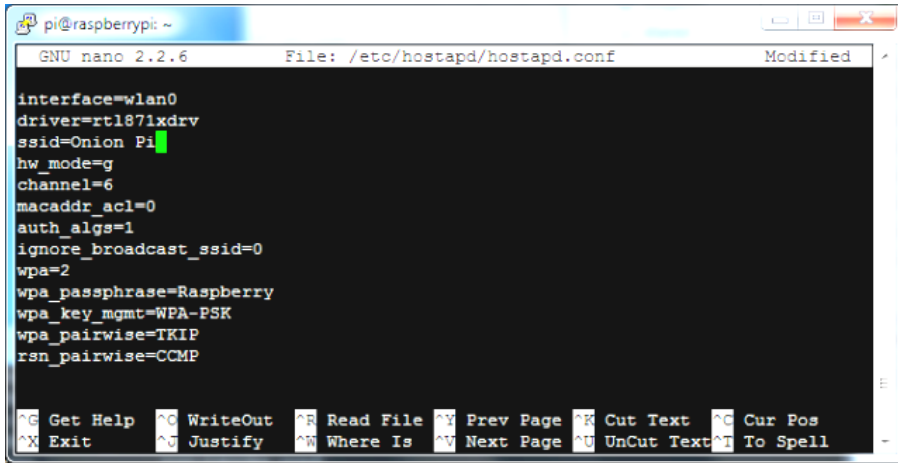 pi@raspberrypi: ~
GNU nano 2.2.6 File: /etc/hostapd/hostapd.conf Modified
interface=wlan0
driver=rtl871xdrv
ssid=Onion Pi
hw_mode=g
channel=6
macaddr_acl=0
auth_algs=1
ignore_broadcast_ssid=0
wpa=2
wpa_passphrase=Raspberry
wpa_key_mgmt=WPA-PSK
wpa_pairwise=TKIP
rsn_pairwise=CCMP
^G Get Help ^O WriteOut ^R Read File ^Y Prev Page ^K Cut Text ^C Cur Pos
^X Exit ^J Justify ^W Where Is ^V Next Page ^U UnCut Text ^T To Spell